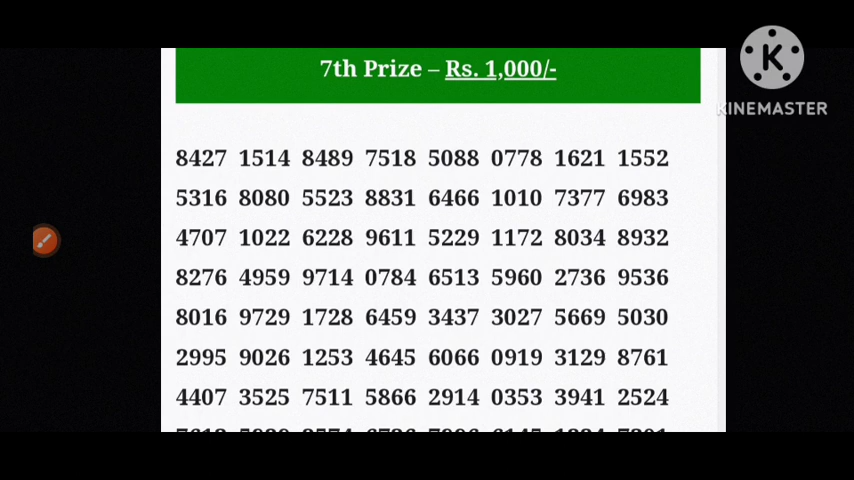 7th Prize – Rs. 1,000/-
KINEMASTER
8427 1514 8489 7518 5088 0778 1621 1552
5316 8080 5523 8831 6466 1010 7377 6983
4707 1022 6228 9611 5229 1172 8034 8932
8276 4959 9714 0784 6513 5960 2736 9536
8016 9729 1728 6459 3437 3027 5669 5030
2995 9026 1253 4645 6066 0919 3129 8761
4407 3525 7511 5866 2914 0353 3941 2524